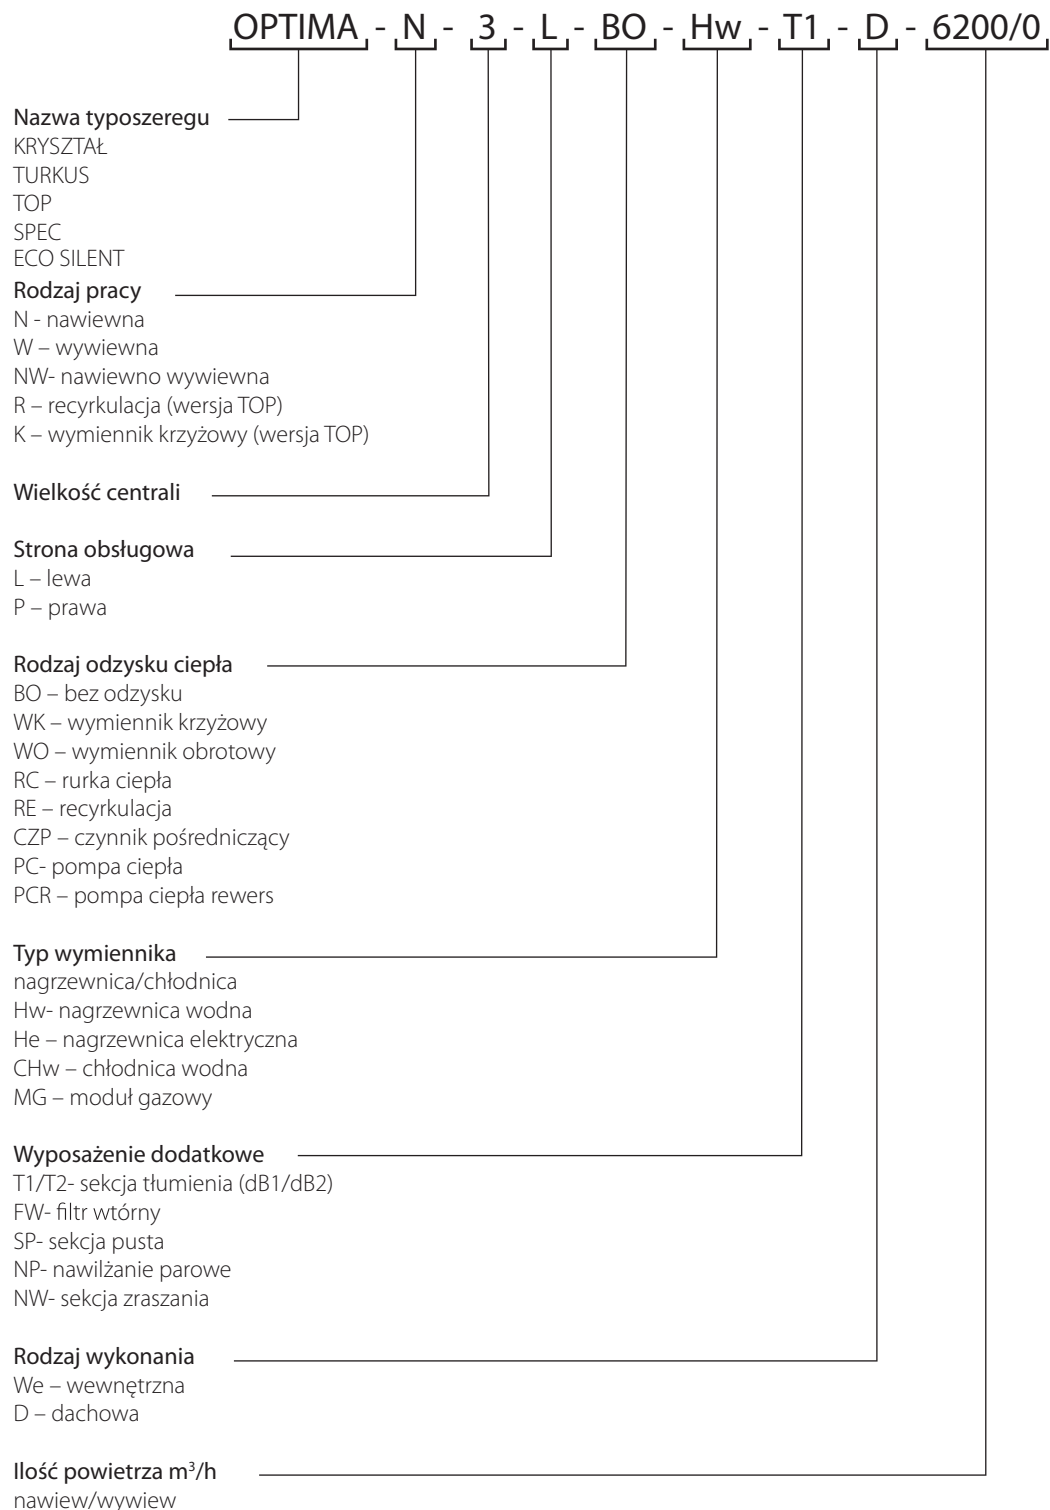 OPTIMA - N - 3 - L - BO - Hw - T1 - D - 6200/0
Nazwa typoszeregu
KRYSZTAŁ
TURKUS
TOP
SPEC
ECO SILENT
Rodzaj pracy
N - nawiewna
W – wywiewna
NW- nawiewno wywiewna
R – recyrkulacja (wersja TOP)
K – wymiennik krzyżowy (wersja TOP)
Wielkość centrali
Strona obsługowa
L – lewa
P – prawa
Rodzaj odzysku ciepła
BO – bez odzysku
WK – wymiennik krzyżowy
WO – wymiennik obrotowy
RC – rurka ciepła
RE – recyrkulacja
CZP – czynnik pośredniczący
PC- pompa ciepła
PCR – pompa ciepła rewers
Typ wymiennika
nagrzewnica/chłodnica
Hw- nagrzewnica wodna
He – nagrzewnica elektryczna
CHw – chłodnica wodna
MG – moduł gazowy
Wyposażenie dodatkowe
T1/T2- sekcja tłumienia (dB1/dB2)
FW- filtr wtórny
SP- sekcja pusta
NP- nawilżanie parowe
NW- sekcja zraszania
Rodzaj wykonania
We – wewnętrzna
D – dachowa
Ilość powietrza m³/h
nawiew/wywiew